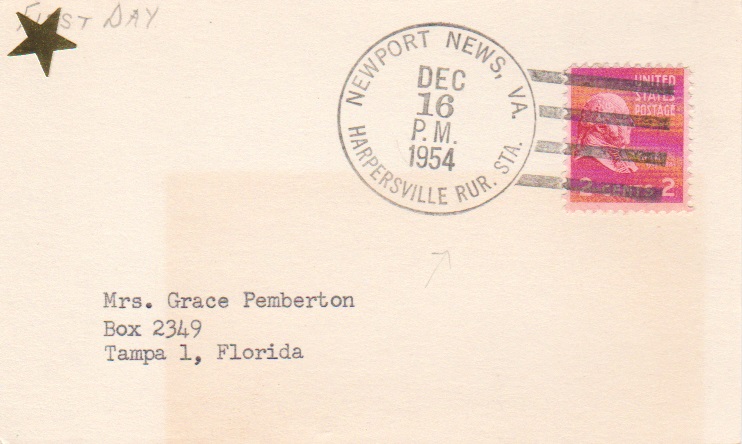 First Day
NEWPORT NEWS, VA.
DEC
16
P.M.
1954
HARPERSVILLE RUR. STA.
UNITED
STATES
POSTAGE
2 CENTS 2
Mrs. Grace Pemberton
Box 2349
Tampa 1, Florida